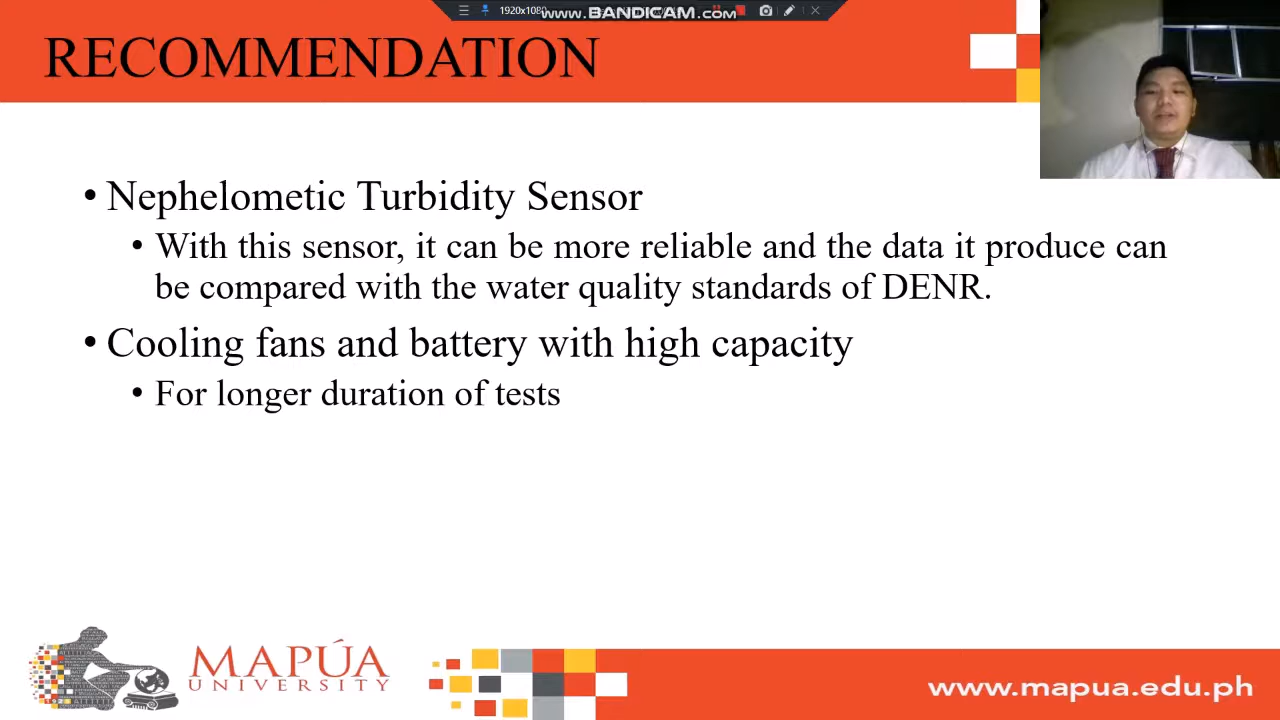 1920x1080
www.BANDICAM.com
RECOMMENDATION
• Nephelometic Turbidity Sensor
• With this sensor, it can be more reliable and the data it produce can
be compared with the water quality standards of DENR.
• Cooling fans and battery with high capacity
• For longer duration of tests
MAPÚA
UNIVERSITY
www.mapua.edu.ph